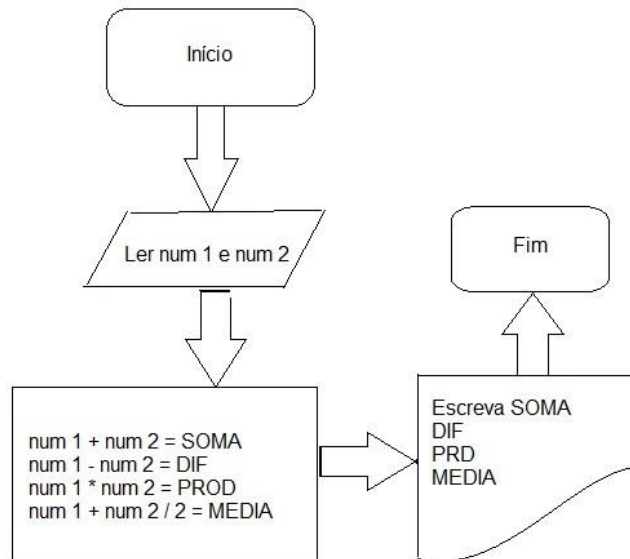 Início
Ler num 1 e num 2
num 1 + num 2 = SOMA
num 1 - num 2 = DIF
num 1 * num 2 = PROD
num 1 + num 2 / 2 = MEDIA
Escreva SOMA
DIF
PRD
MEDIA
Fim